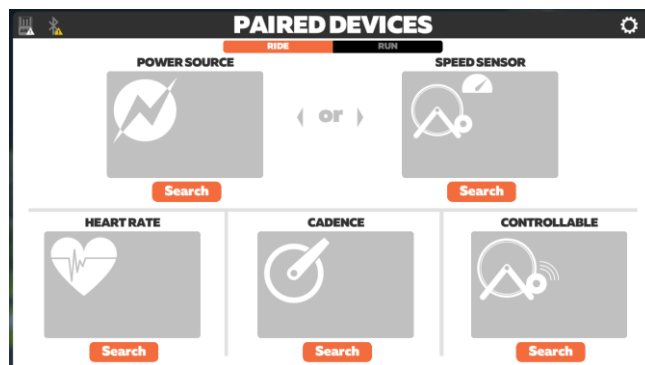 PAIRED DEVICES
RIDE RUN
POWER SOURCE or SPEED SENSOR
Search Search
HEART RATE CADENCE CONTROLLABLE
Search Search Search